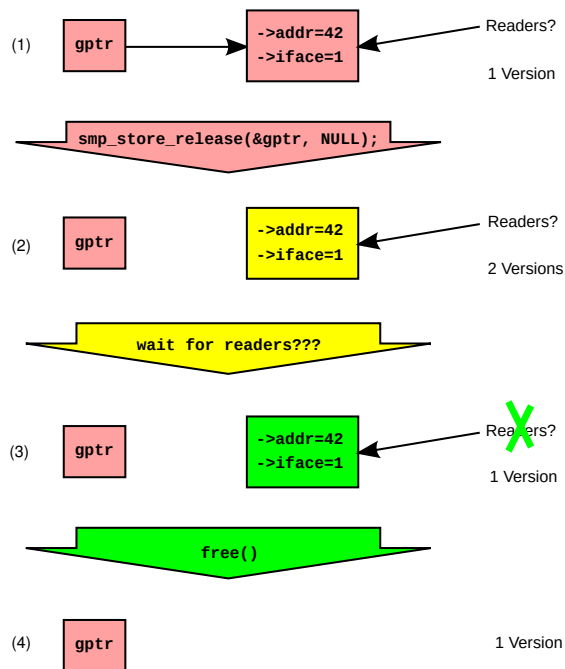 (1)
gptr
->addr=42
->iface=1
Readers?
1 Version
smp_store_release(&gptr, NULL);
(2)
gptr
->addr=42
->iface=1
Readers?
2 Versions
wait for readers???
(3)
gptr
->addr=42
->iface=1
Readers?
1 Version
free()
(4)
gptr
1 Version